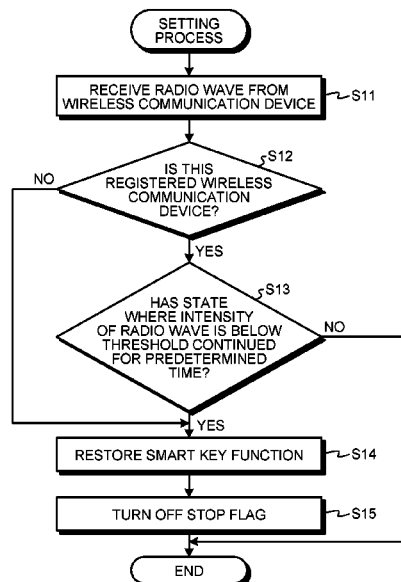 SETTING
PROCESS
RECEIVE RADIO WAVE FROM
WIRELESS COMMUNICATION DEVICE
S11
S12
IS THIS
REGISTERED WIRELESS
COMMUNICATION
DEVICE?
NO
YES
S13
HAS STATE
WHERE INTENSITY
OF RADIO WAVE IS BELOW
THRESHOLD CONTINUED
FOR PREDETERMINED
TIME?
NO
YES
RESTORE SMART KEY FUNCTION
S14
TURN OFF STOP FLAG
S15
END